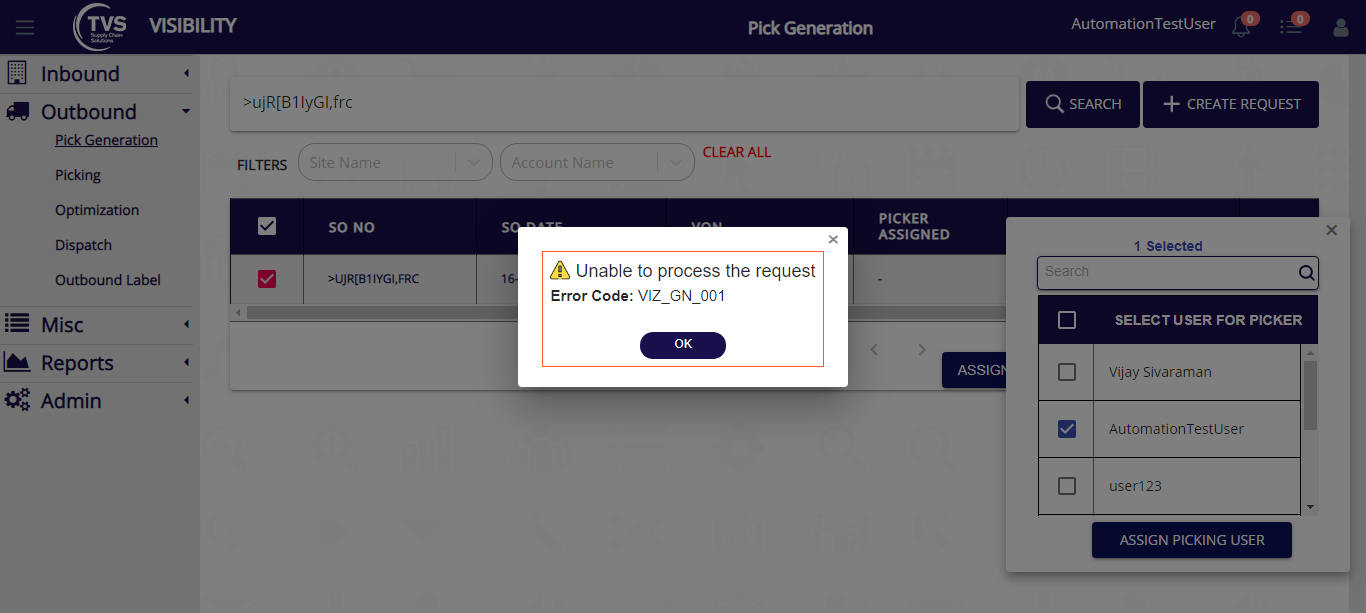 TVS
Supply Chain
Solutions
VISIBILITY
Pick Generation
AutomationTestUser
0
0
Inbound
Outbound
Pick Generation
Picking
Optimization
Dispatch
Outbound Label
Misc
Reports
Admin
>ujR[B1IyGI,frc
SEARCH
CREATE REQUEST
FILTERS
Site Name
Account Name
CLEAR ALL
SO NO
SO DATE
VON
PICKER
ASSIGNED
>UJR[B1IYGI,FRC
16-
-
ASSIGN
Unable to process the request
Error Code: VIZ_GN_001
OK
1 Selected
Search
SELECT USER FOR PICKER
Vijay Sivaraman
AutomationTestUser
user123
ASSIGN PICKING USER